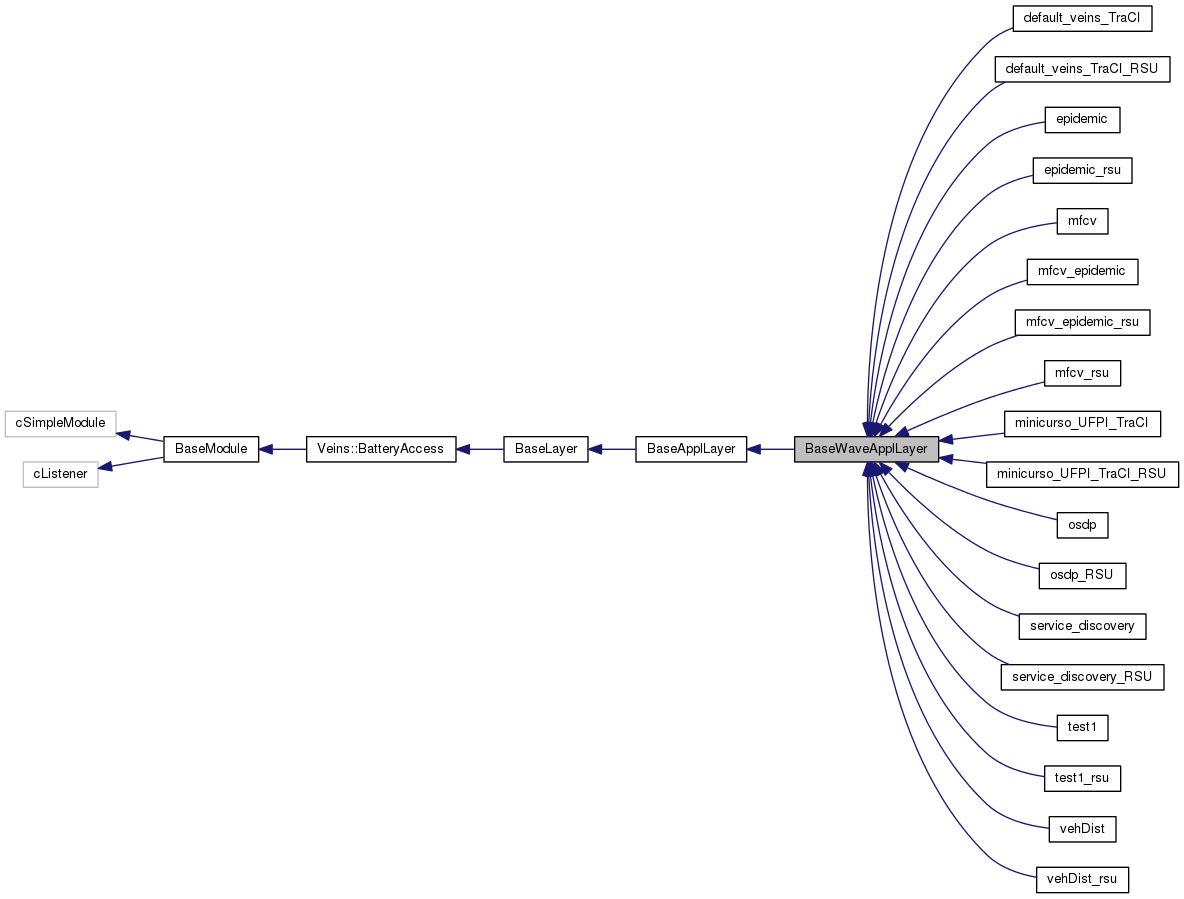 default_veins_TraCI
default_veins_TraCI_RSU
epidemic
epidemic_rsu
mfcv
mfcv_epidemic
mfcv_epidemic_rsu
mfcv_rsu
cSimpleModule
cListener
BaseModule
Veins::BatteryAccess
BaseLayer
BaseApplLayer
BaseWaveApplLayer
minicurso_UFPI_TraCI
minicurso_UFPI_TraCI_RSU
osdp
osdp_RSU
service_discovery
service_discovery_RSU
test1
test1_rsu
vehDist
vehDist_rsu